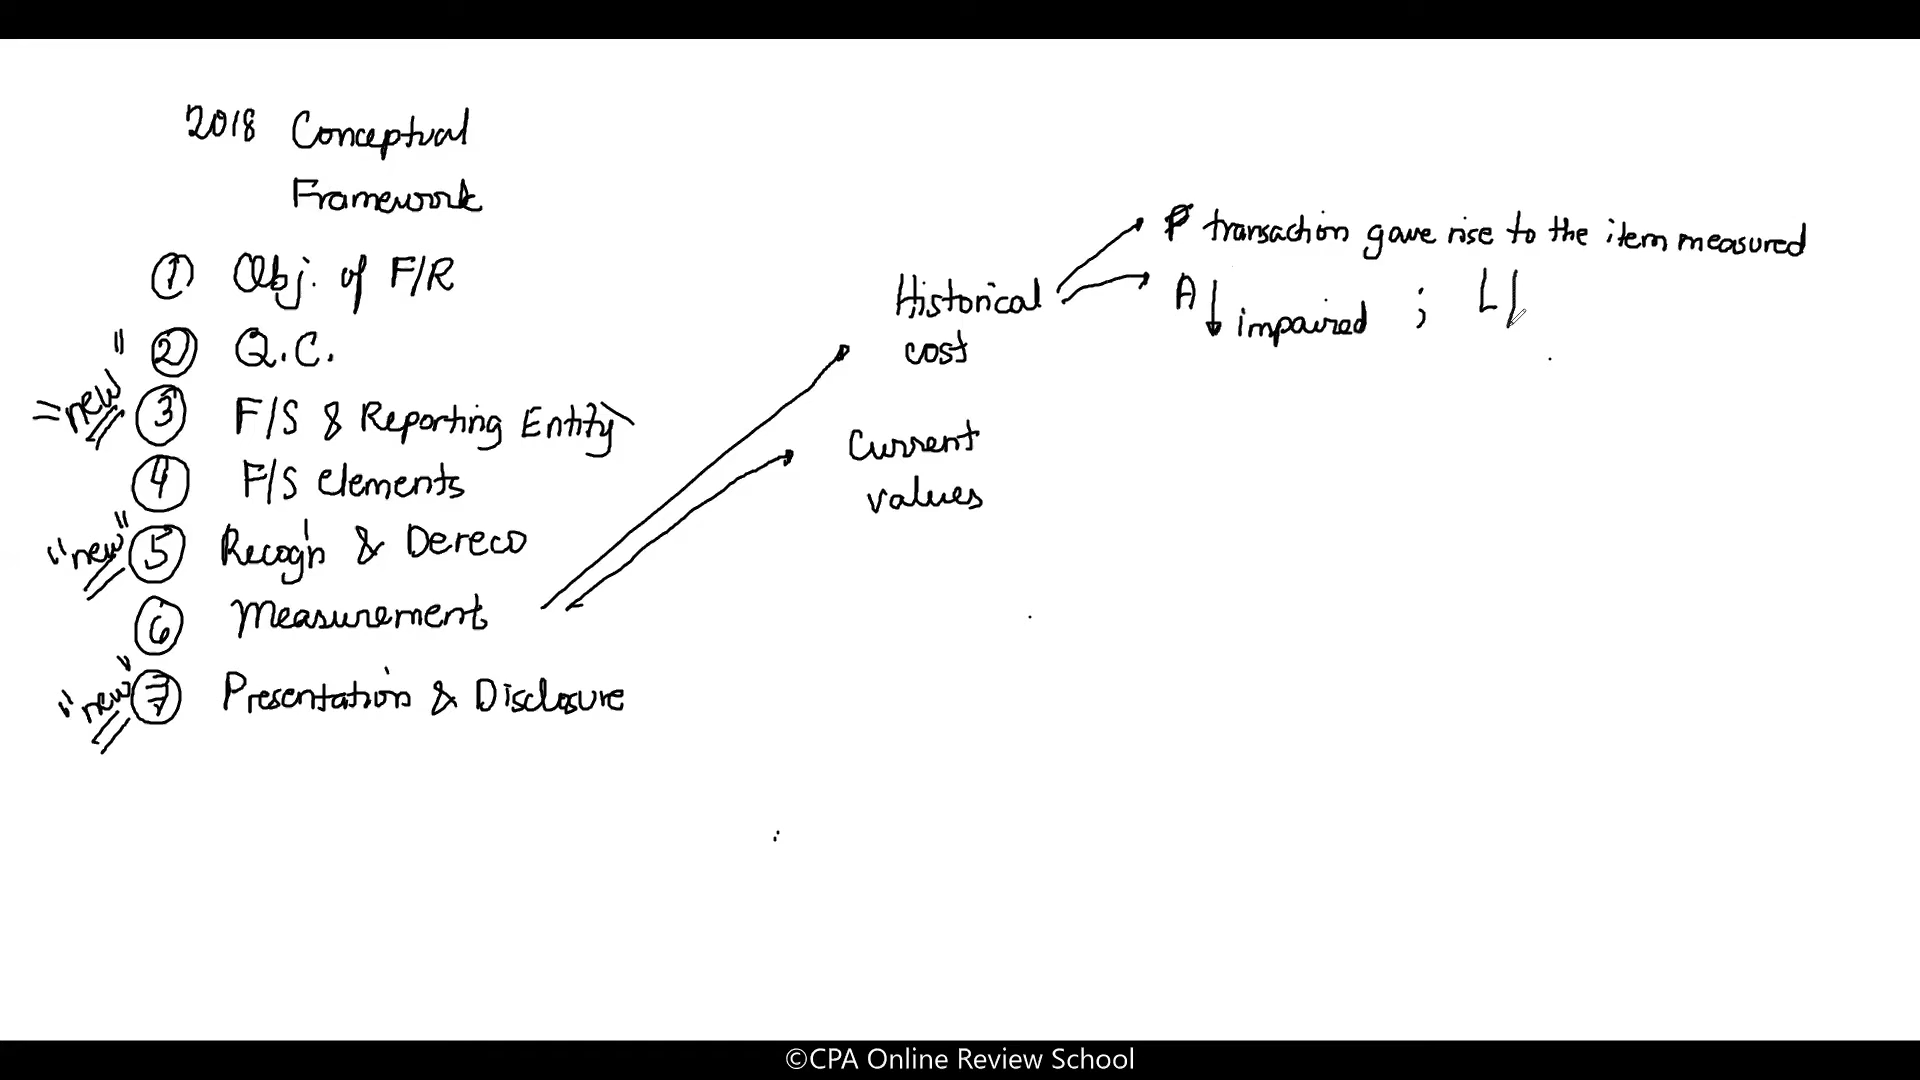 2018 Conceptual
Framework
① Obj. of F/R
" ② Q.C.
= new ③ F/S & Reporting Entity
④ F/S elements
"new" ⑤ Recog'n & Dereco
⑥ Measurement
"new" ⑦ Presentation & Disclosure
Historical
cost
Current
values
transaction gave rise to the item measured
A↓ impaired ; L
©CPA Online Review School